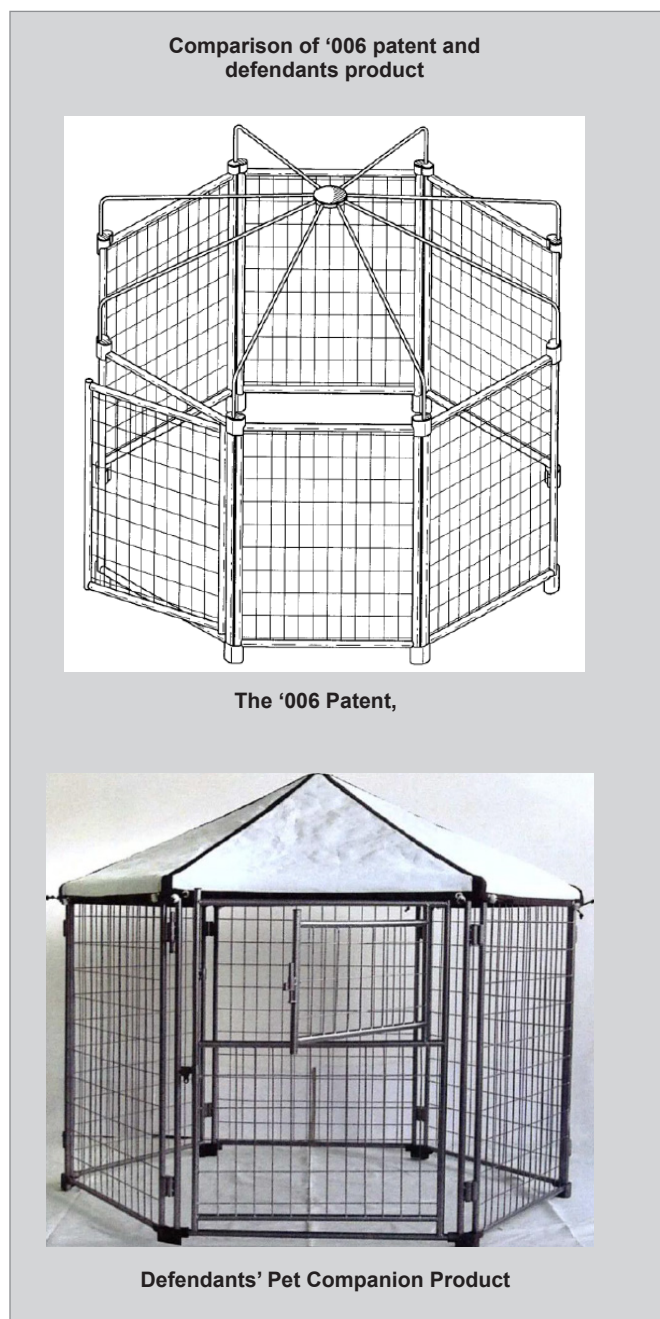 Comparison of ‘006 patent and
defendants product
The ‘006 Patent,
Defendants’ Pet Companion Product